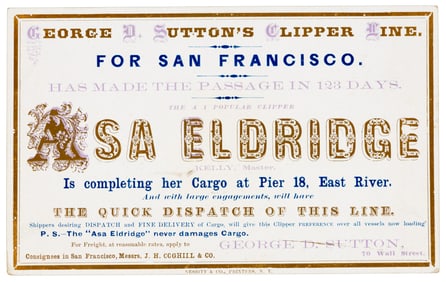 GEORGE D. SUTTON'S CLIPPER LINE.
FOR SAN FRANCISCO.
HAS MADE THE PASSAGE IN 123 DAYS.
THE A 1 POPULAR CLIPPER
ASA ELDRIDGE
KELLY, Master.
Is completing her Cargo at Pier 18, East River.
And with large engagements, will have
THE QUICK DISPATCH OF THIS LINE.
Shippers desiring DISPATCH and FINE DELIVERY of Cargo, will give this Clipper PREFERENCE over all vessels now loading
P. S.—The "Asa Eldridge" never damages Cargo.
For Freight, at reasonable rates, apply to
GEORGE D. SUTTON,
Consignees in San Francisco, Messrs, J. H. COGHILL & CO.
70 Wall Street.
NESBITT & CO., PRINTERS, N. Y.